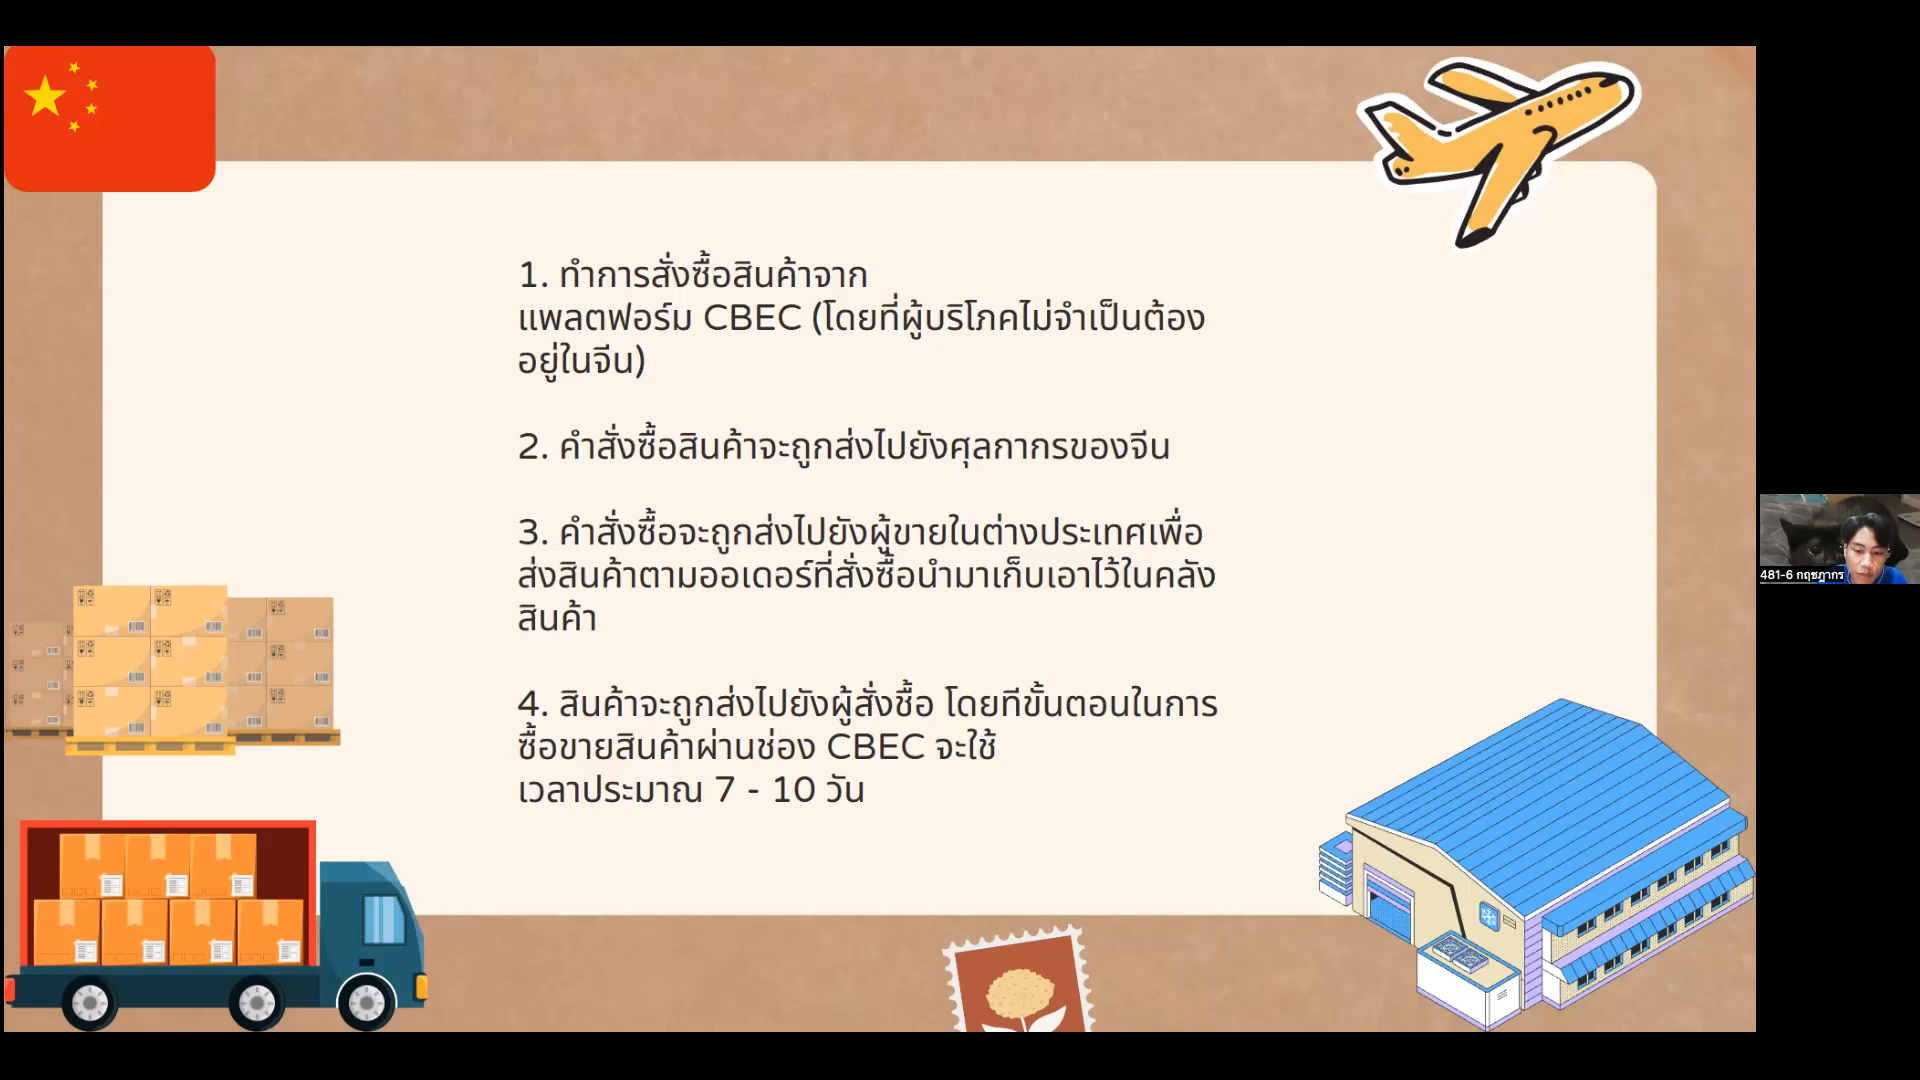 1. ทำการสั่งซื้อสินค้าจาก
แพลตฟอร์ม CBEC (โดยที่ผู้บริโภคไม่จำเป็นต้อง
อยู่ในจีน)
2. คำสั่งซื้อสินค้าจะถูกส่งไปยังศุลกากรของจีน
3. คำสั่งซื้อจะถูกส่งไปยังผู้ขายในต่างประเทศเพื่อ
ส่งสินค้าตามออเดอร์ที่สั่งซื้อนำมาเก็บเอาไว้ในคลัง
สินค้า
4. สินค้าจะถูกส่งไปยังผู้สั่งชื้อ โดยทีขั้นตอนในการ
ซื้อขายสินค้าผ่านช่อง CBEC จะใช้
เวลาประมาณ 7 - 10 วัน
481-6 กฤชฎากร